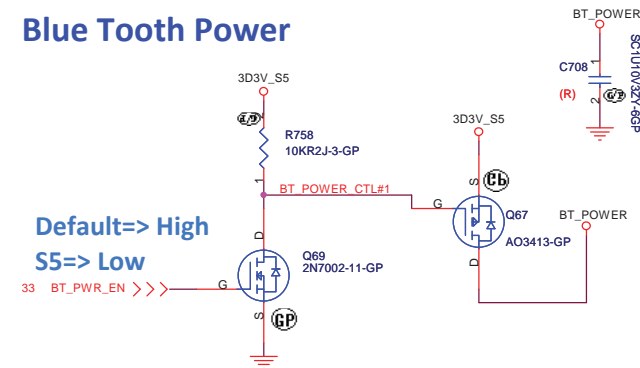 Blue Tooth Power
BT_POWER
C708
1
2
(R)
SC1U10V3ZY-6GP
3D3V_S5
R758
10KR2J-3-GP
1
BT_POWER_CTL#1
3D3V_S5
S
G
Q67
AO3413-GP
D
BT_POWER
Default=> High
S5=> Low
33 BT_PWR_EN
G
D
Q69
2N7002-11-GP
S
GP